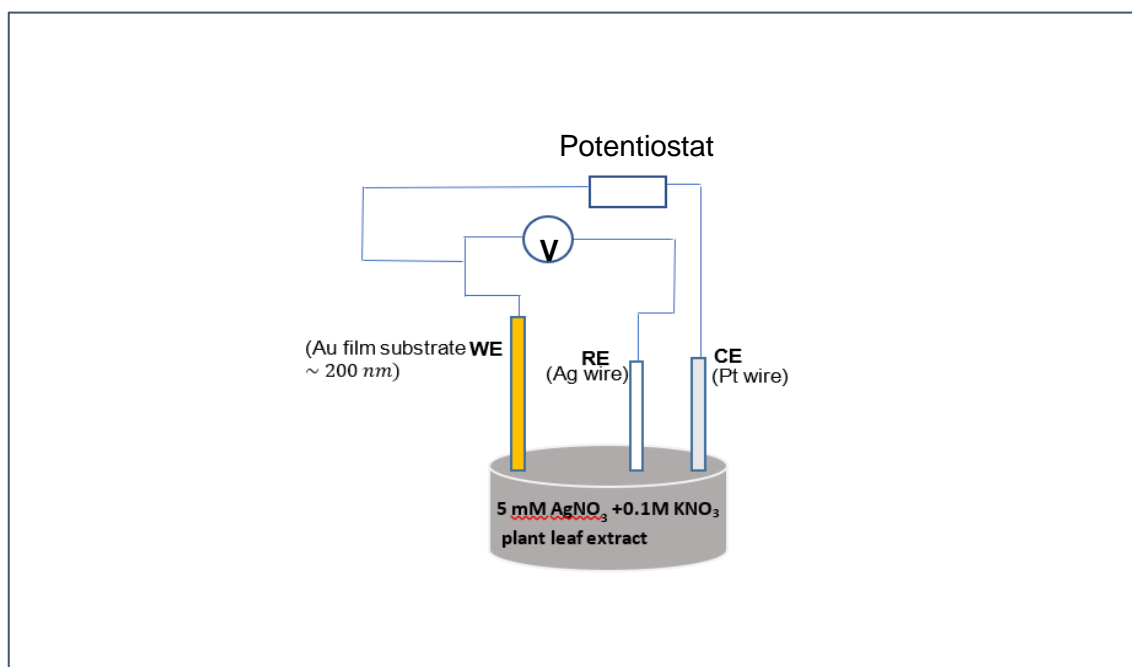 Potentiostat
V
(Au film substrate WE
~ 200 nm)
RE
(Ag wire)
CE
(Pt wire)
5 mM AgNO₃ +0.1M KNO₃
plant leaf extract